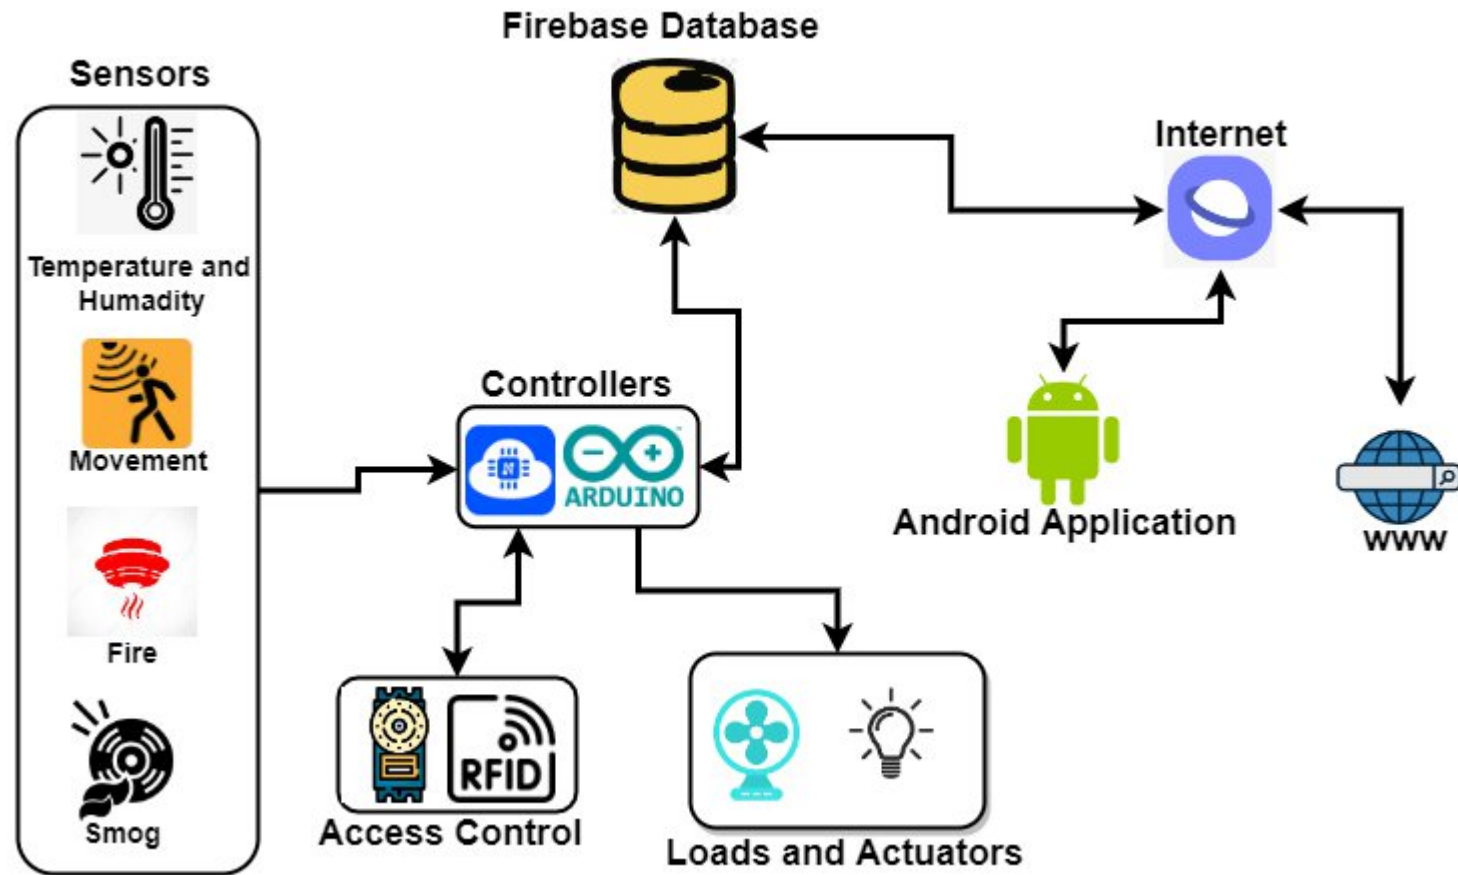 Firebase Database
Sensors
Internet
Temperature and
Humadity
Controllers
Movement
ARDUINO
Android Application
WWW
Fire
RFID
Smog
Access Control
Loads and Actuators